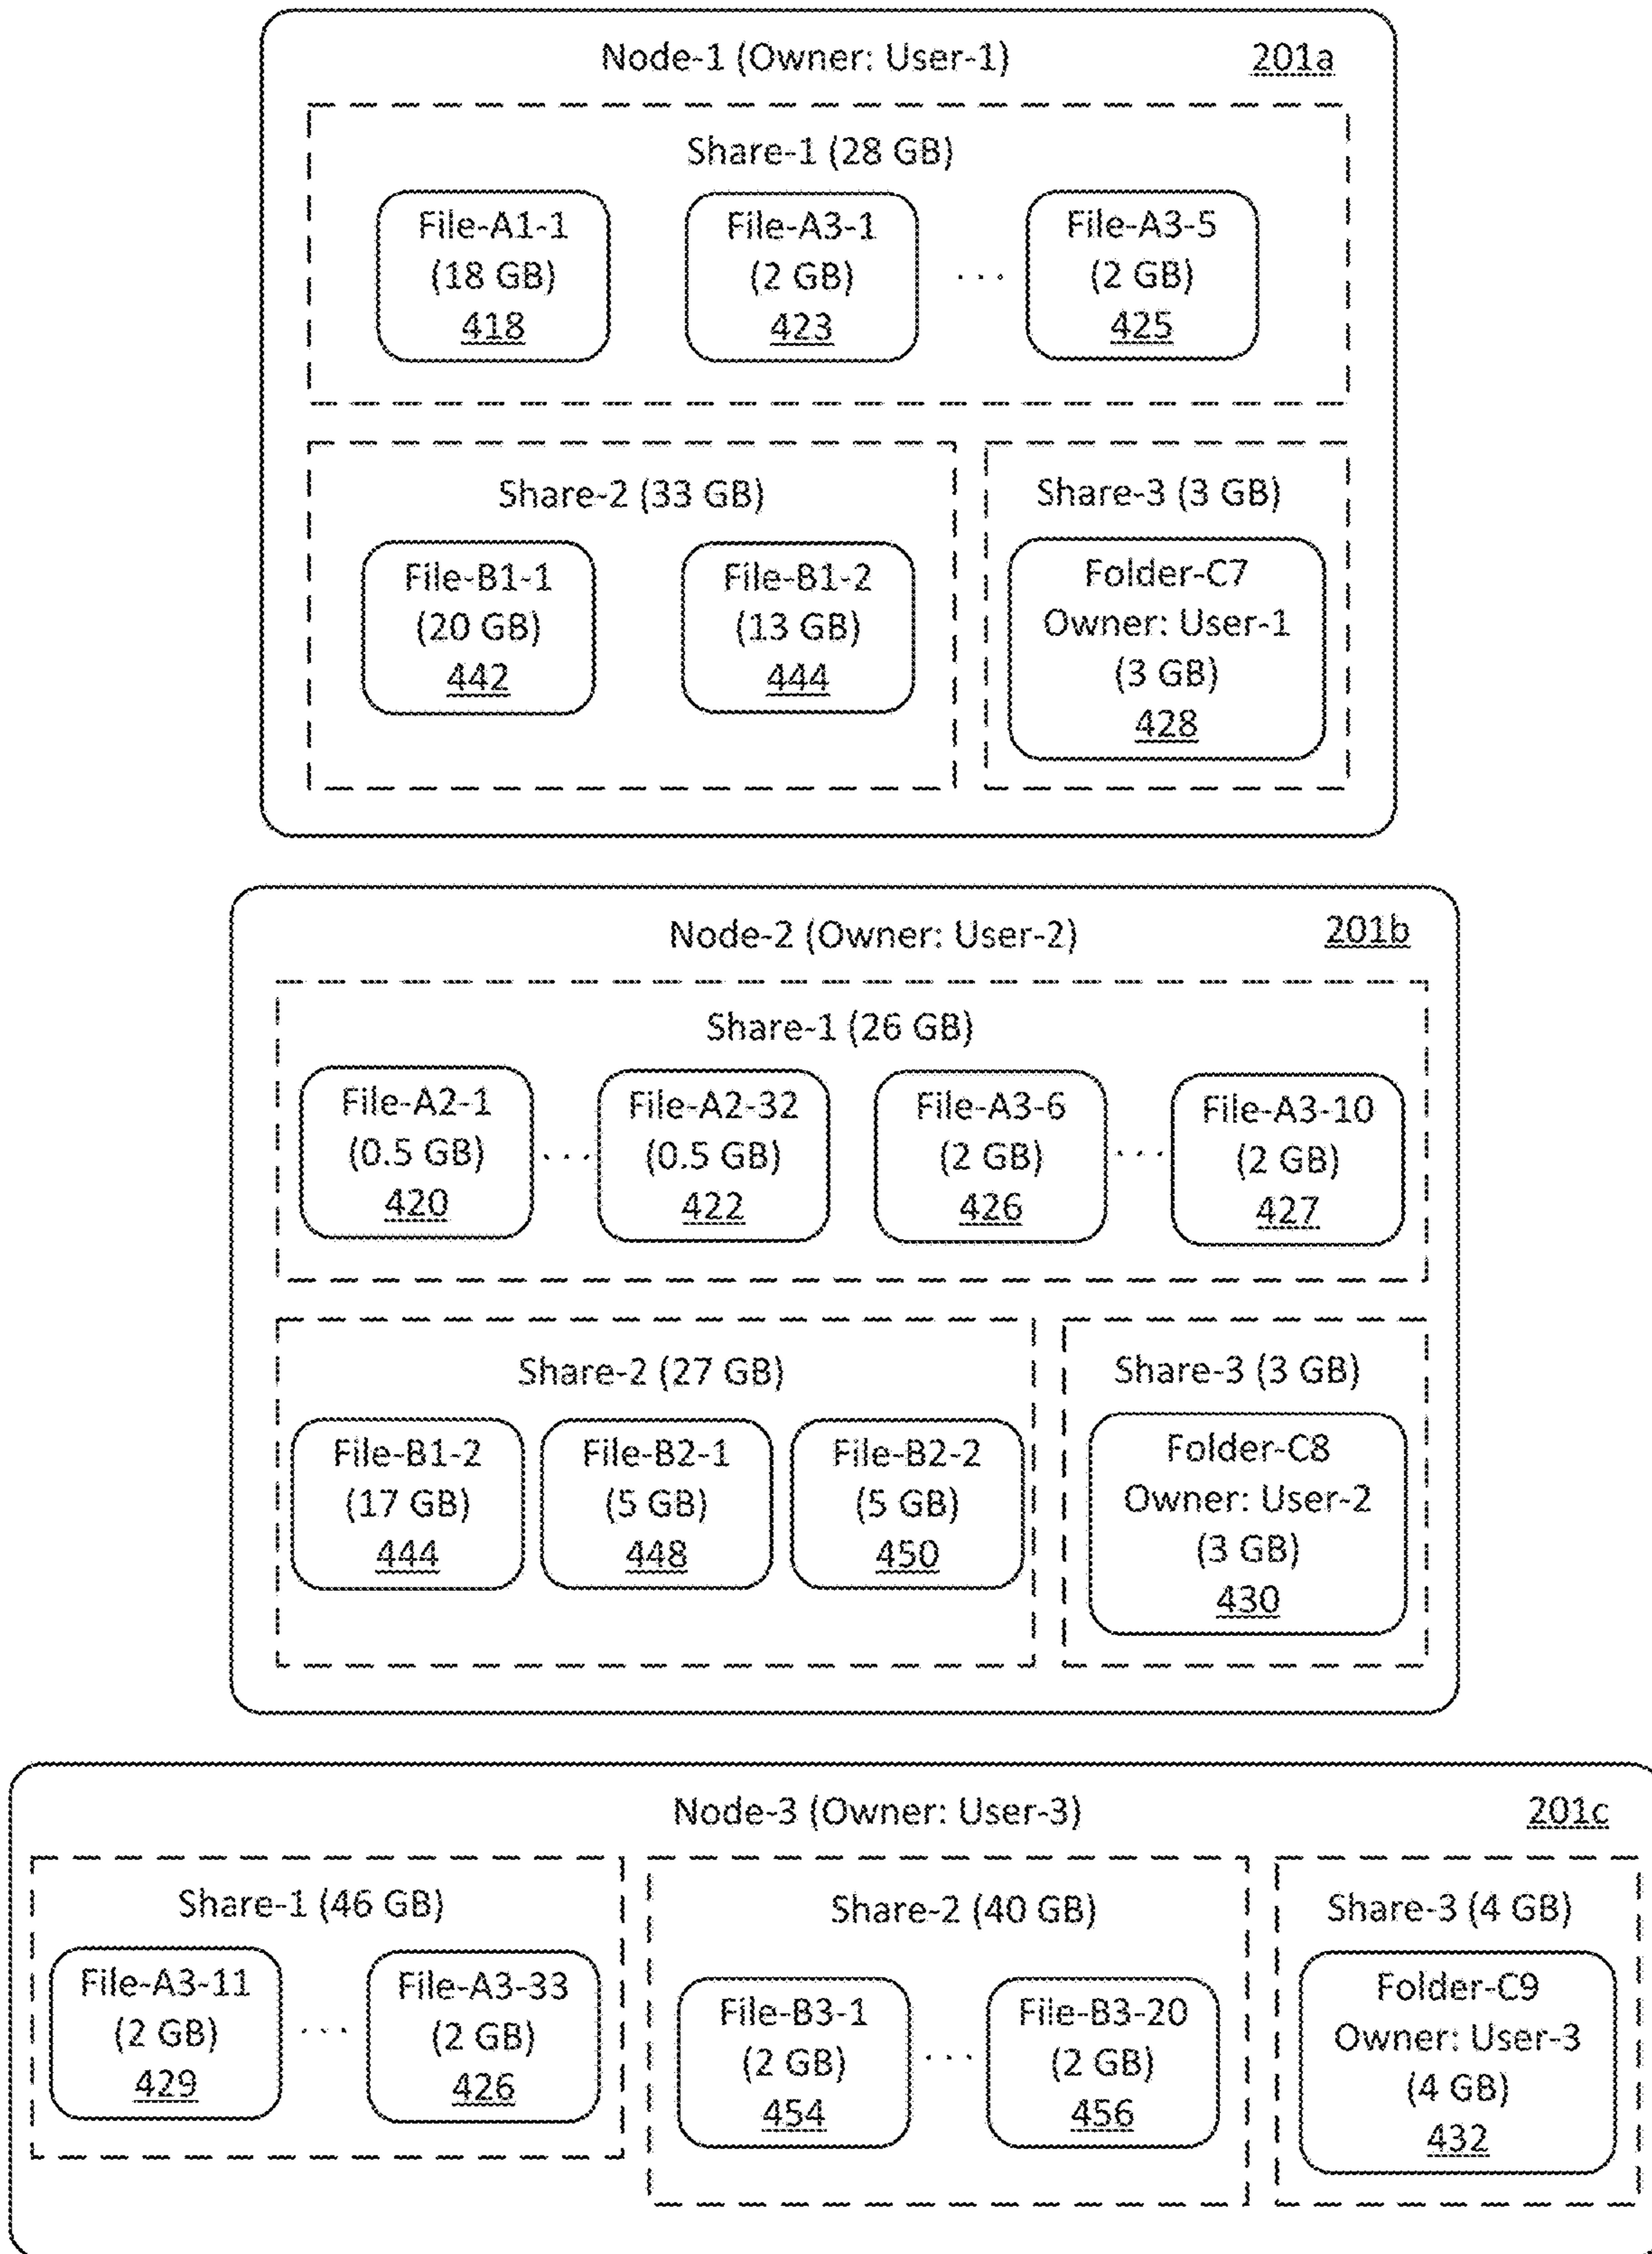 Node-1 (Owner: User-1) 201a
Share-1 (28 GB)
File-A1-1
(18 GB)
418
File-A3-1
(2 GB)
423
. . .
File-A3-5
(2 GB)
425
Share-2 (33 GB)
File-B1-1
(20 GB)
442
File-B1-2
(13 GB)
444
Share-3 (3 GB)
Folder-C7
Owner: User-1
(3 GB)
428
Node-2 (Owner: User-2) 201b
Share-1 (26 GB)
File-A2-1
(0.5 GB)
420
. . .
File-A2-32
(0.5 GB)
422
File-A3-6
(2 GB)
426
. . .
File-A3-10
(2 GB)
427
Share-2 (27 GB)
File-B1-2
(17 GB)
444
File-B2-1
(5 GB)
448
File-B2-2
(5 GB)
450
Share-3 (3 GB)
Folder-C8
Owner: User-2
(3 GB)
430
Node-3 (Owner: User-3) 201c
Share-1 (46 GB)
File-A3-11
(2 GB)
429
. . .
File-A3-33
(2 GB)
426
Share-2 (40 GB)
File-B3-1
(2 GB)
454
. . .
File-B3-20
(2 GB)
456
Share-3 (4 GB)
Folder-C9
Owner: User-3
(4 GB)
432